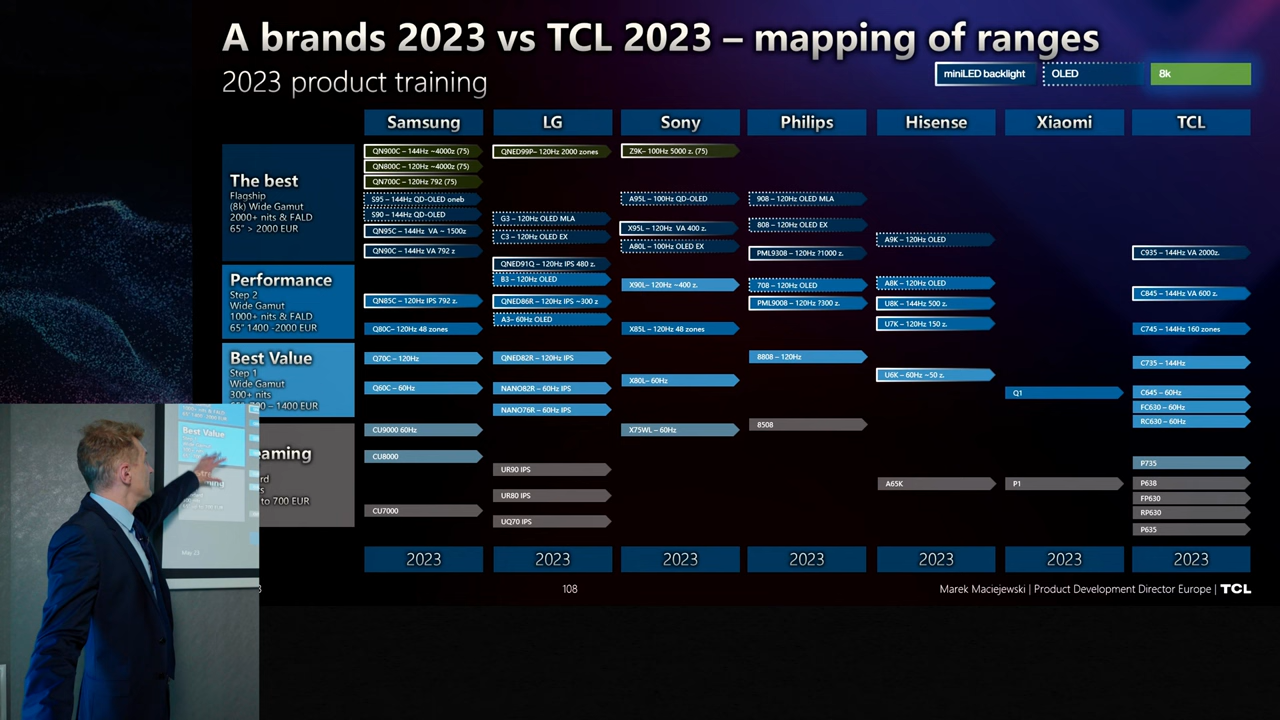 A brands 2023 vs TCL 2023 – mapping of ranges
2023 product training
miniLED backlight
OLED
8k
Samsung
LG
Sony
Philips
Hisense
Xiaomi
TCL
The best
Flagship
(8k) Wide Gamut
2000+ nits & FALD
65" > 2000 EUR
Performance
Step 2
Wide Gamut
1000+ nits & FALD
65" 1400 -2000 EUR
Best Value
Step 1
Wide Gamut
300+ nits
700 – 1400 EUR
eaming
rd
ts
to 700 EUR
QN900C – 144Hz ~4000z (75)
QN800C – 120Hz ~4000z (75)
QN700C – 120Hz 792 (75)
S95 – 144Hz QD-OLED oneb
S90 – 144Hz QD-OLED
QN95C – 144Hz VA ~ 1500z
QN90C – 144Hz VA 792 z
QN85C – 120Hz IPS 792 z.
Q80C– 120Hz 48 zones
Q70C – 120Hz
Q60C – 60Hz
CU9000 60Hz
CU8000
CU7000
QNED99P– 120Hz 2000 zones
G3 – 120Hz OLED MLA
C3 – 120Hz OLED EX
QNED91Q – 120Hz IPS 480 z.
B3 – 120Hz OLED
QNED86R – 120Hz IPS ~300 z
A3– 60Hz OLED
QNED82R – 120Hz IPS
NANO82R – 60Hz IPS
NANO76R – 60Hz IPS
UR90 IPS
UR80 IPS
UQ70 IPS
Z9K– 100Hz 5000 z. (75)
A95L – 100Hz QD-OLED
X95L – 120Hz VA 400 z.
A80L – 100Hz OLED EX
X90L– 120Hz ~400 z.
X85L – 120Hz 48 zones
X80L– 60Hz
X75WL – 60Hz
908 – 120Hz OLED MLA
808 – 120Hz OLED EX
PML9308 – 120Hz ?1000 z.
708 – 120Hz OLED
PML9008 – 120Hz ?300 z.
8808 – 120Hz
8508
A9K – 120Hz OLED
A8K – 120Hz OLED
U8K – 144Hz 500 z.
U7K – 120Hz 150 z.
U6K – 60Hz ~50 z.
A65K
Q1
P1
C935 – 144Hz VA 2000z.
C845 – 144Hz VA 600 z.
C745 – 144Hz 160 zones
C735 – 144Hz
C645 – 60Hz
FC630 – 60Hz
RC630 – 60Hz
P735
P638
FP630
RP630
P635
2023
2023
2023
2023
2023
2023
2023
108
Marek Maciejewski | Product Development Director Europe | TCL
Best Value